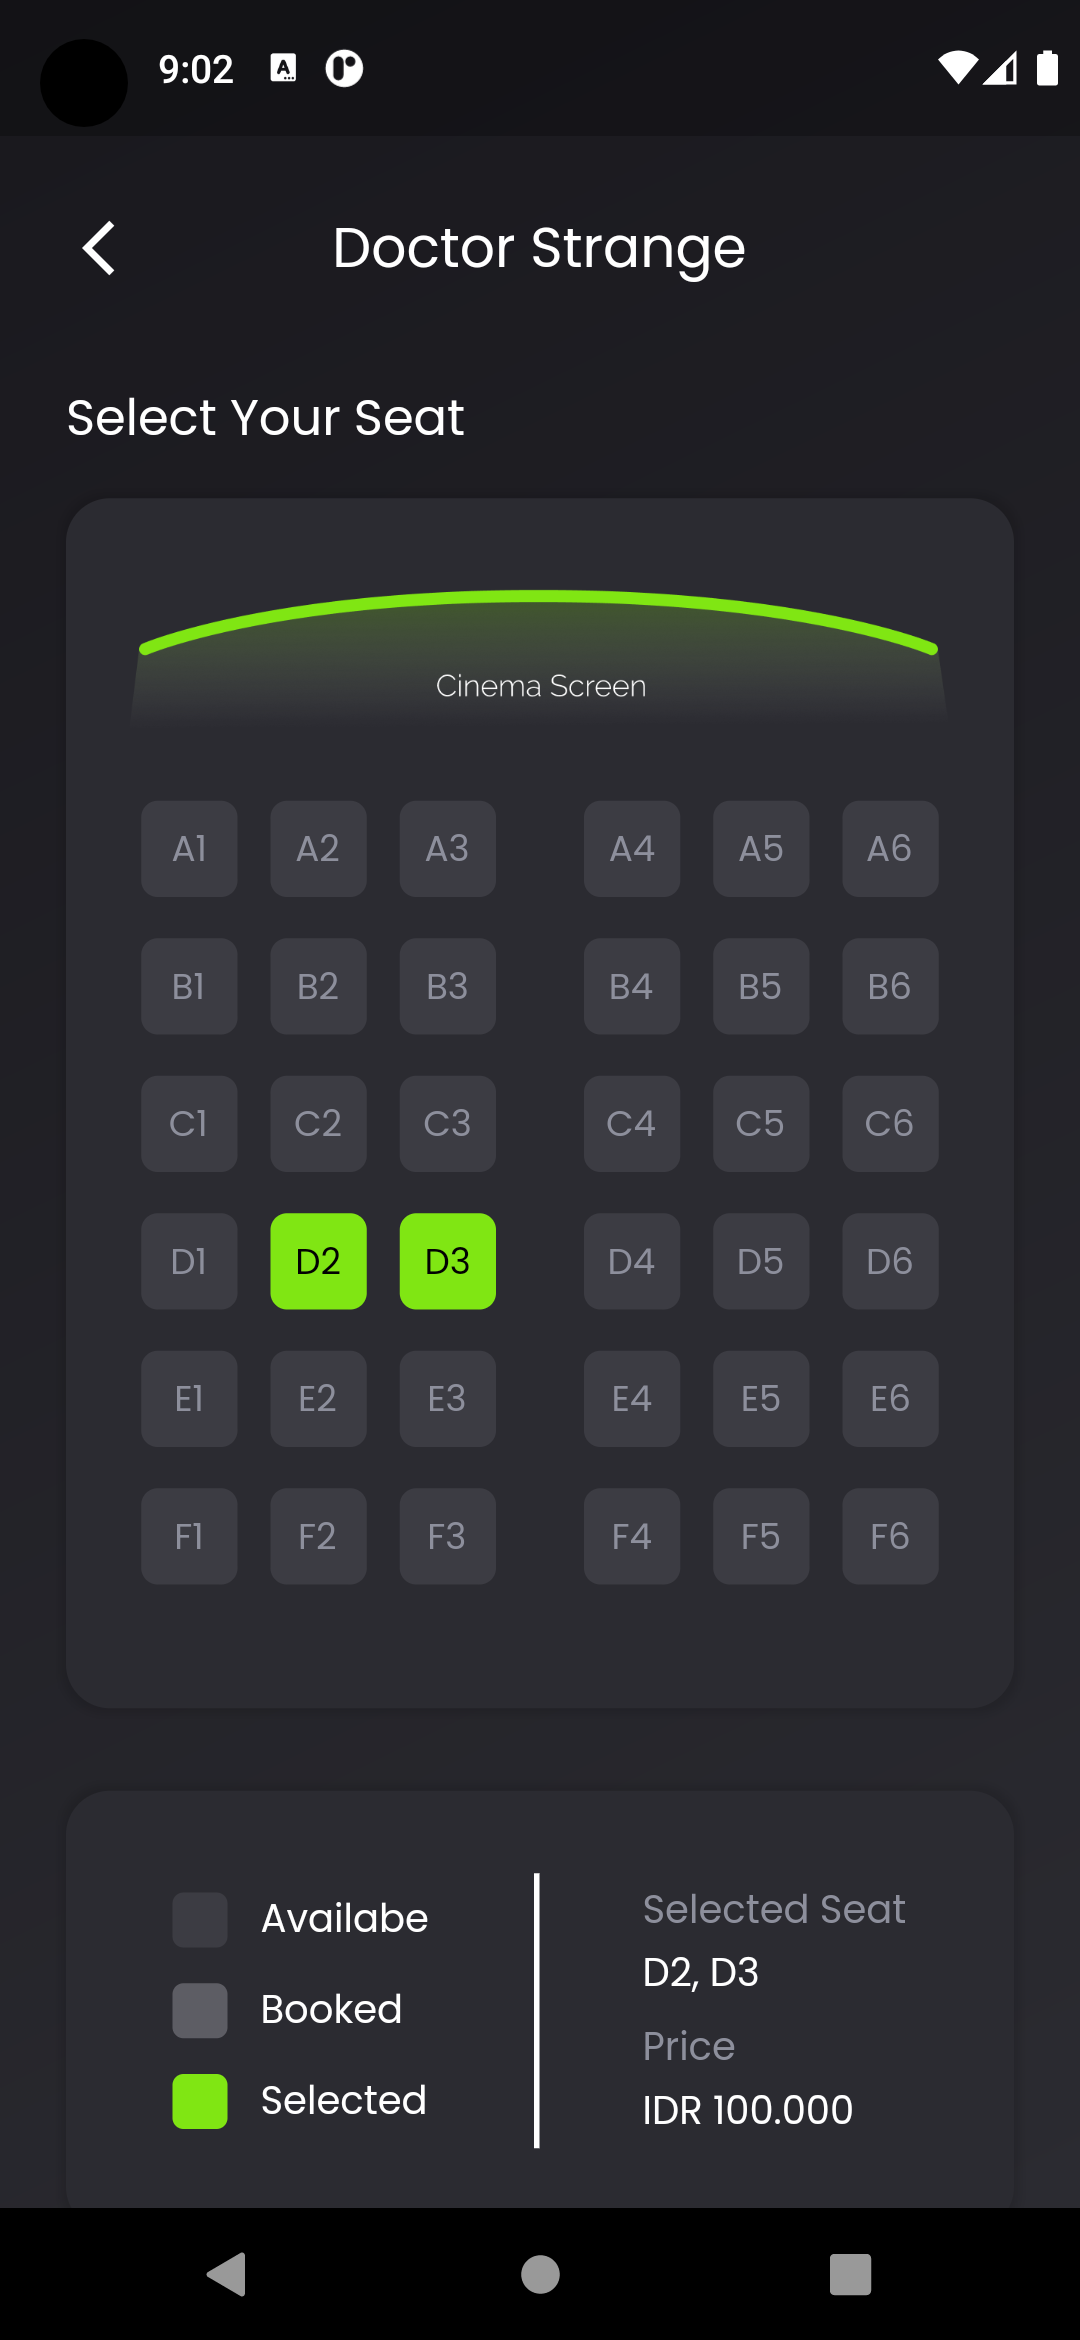 9:02
Doctor Strange
Select Your Seat
Cinema Screen
A1 A2 A3 A4 A5 A6
B1 B2 B3 B4 B5 B6
C1 C2 C3 C4 C5 C6
D1 D2 D3 D4 D5 D6
E1 E2 E3 E4 E5 E6
F1 F2 F3 F4 F5 F6
Availabe
Booked
Selected
Selected Seat
D2, D3
Price
IDR 100.000